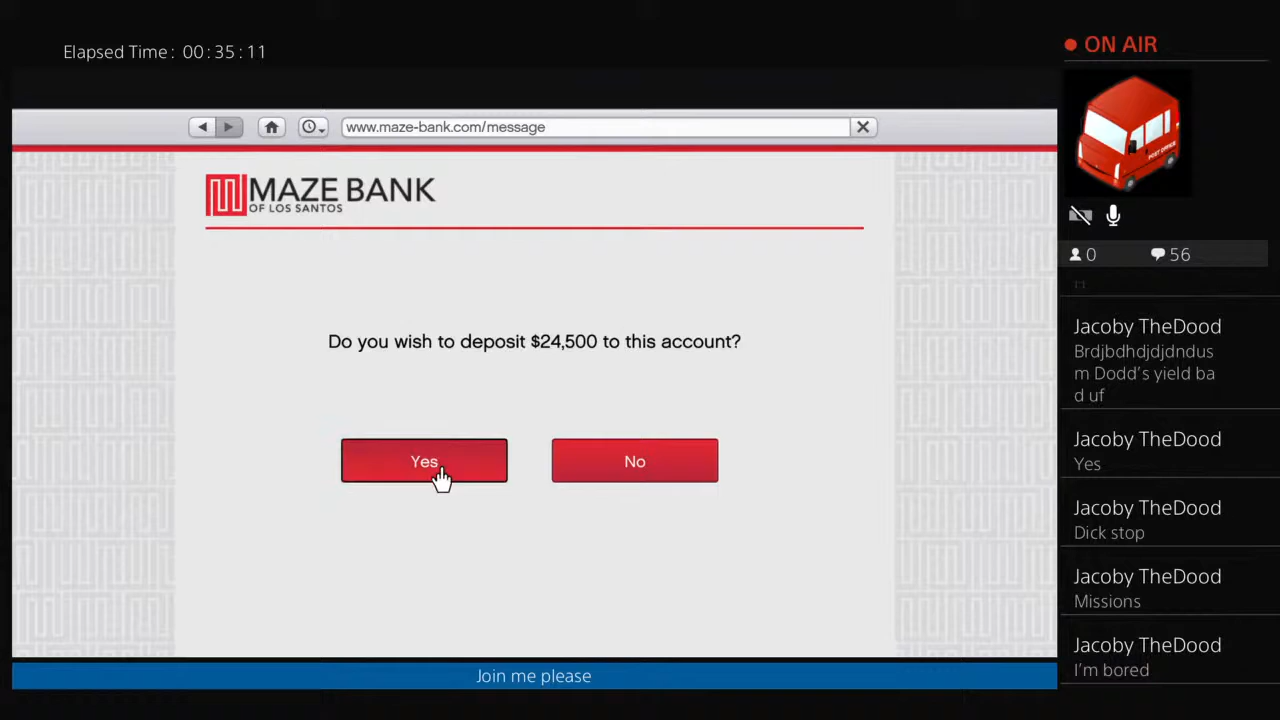 Elapsed Time: 00:35:11
ON AIR
www.maze-bank.com/message
MAZE BANK
OF LOS SANTOS
POST OFFICE
0 56
Do you wish to deposit $24,500 to this account?
Yes
No
Jacoby TheDood
Brdjbdhdjdjdndus
m Dodd's yield ba
d uf
Jacoby TheDood
Yes
Jacoby TheDood
Dick stop
Jacoby TheDood
Missions
Jacoby TheDood
I'm bored
Join me please